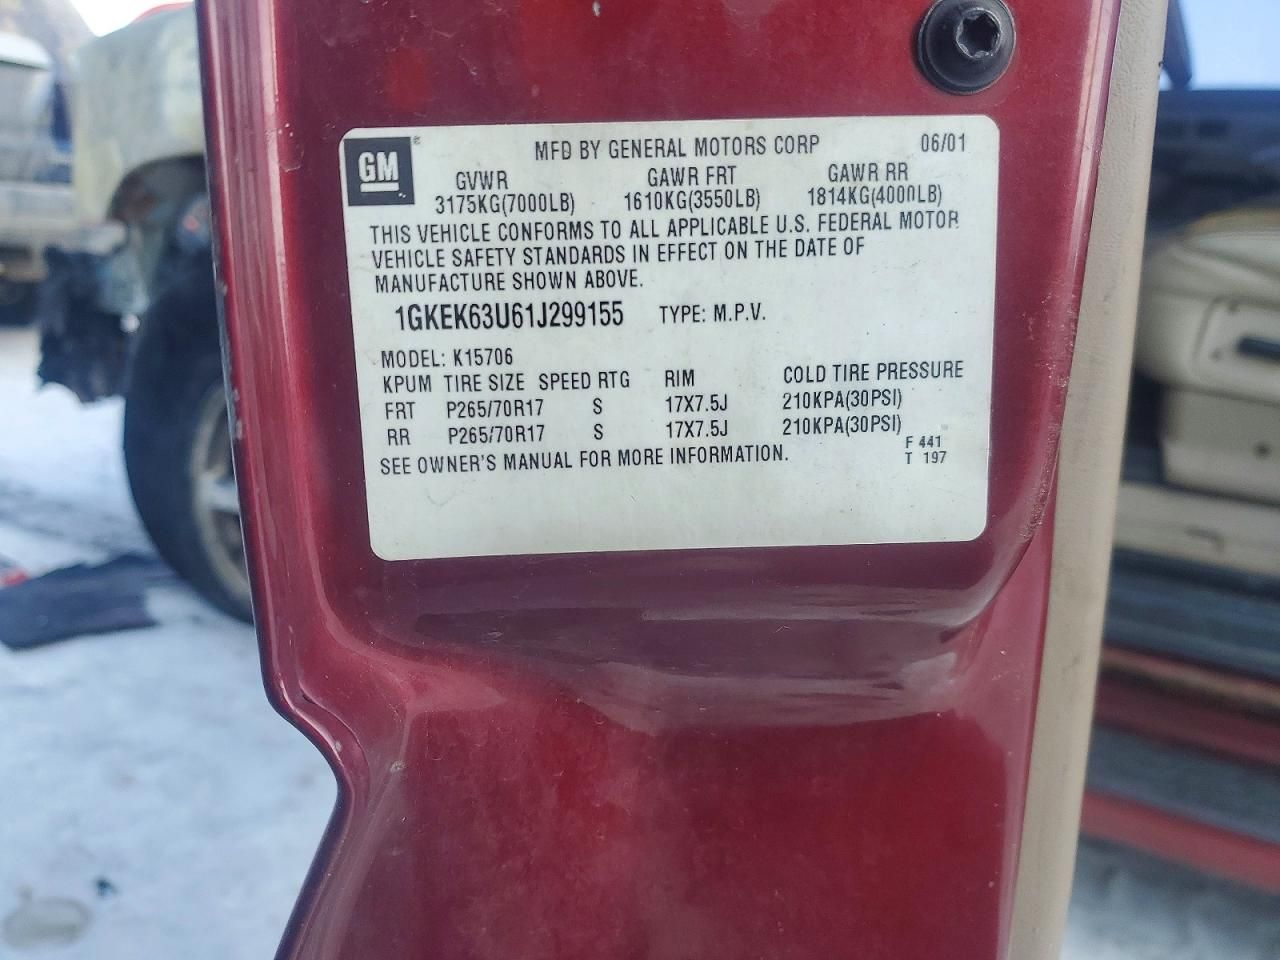 GM® MFD BY GENERAL MOTORS CORP 06/01
GVWR GAWR FRT GAWR RR
3175KG(7000LB) 1610KG(3550LB) 1814KG(4000LB)
THIS VEHICLE CONFORMS TO ALL APPLICABLE U.S. FEDERAL MOTOR
VEHICLE SAFETY STANDARDS IN EFFECT ON THE DATE OF
MANUFACTURE SHOWN ABOVE.
1GKEK63U61J299155 TYPE: M.P.V.
MODEL: K15706
KPUM TIRE SIZE SPEED RTG RIM COLD TIRE PRESSURE
FRT P265/70R17 S 17X7.5J 210KPA(30PSI)
RR P265/70R17 S 17X7.5J 210KPA(30PSI)
SEE OWNER'S MANUAL FOR MORE INFORMATION. F 441
T 197